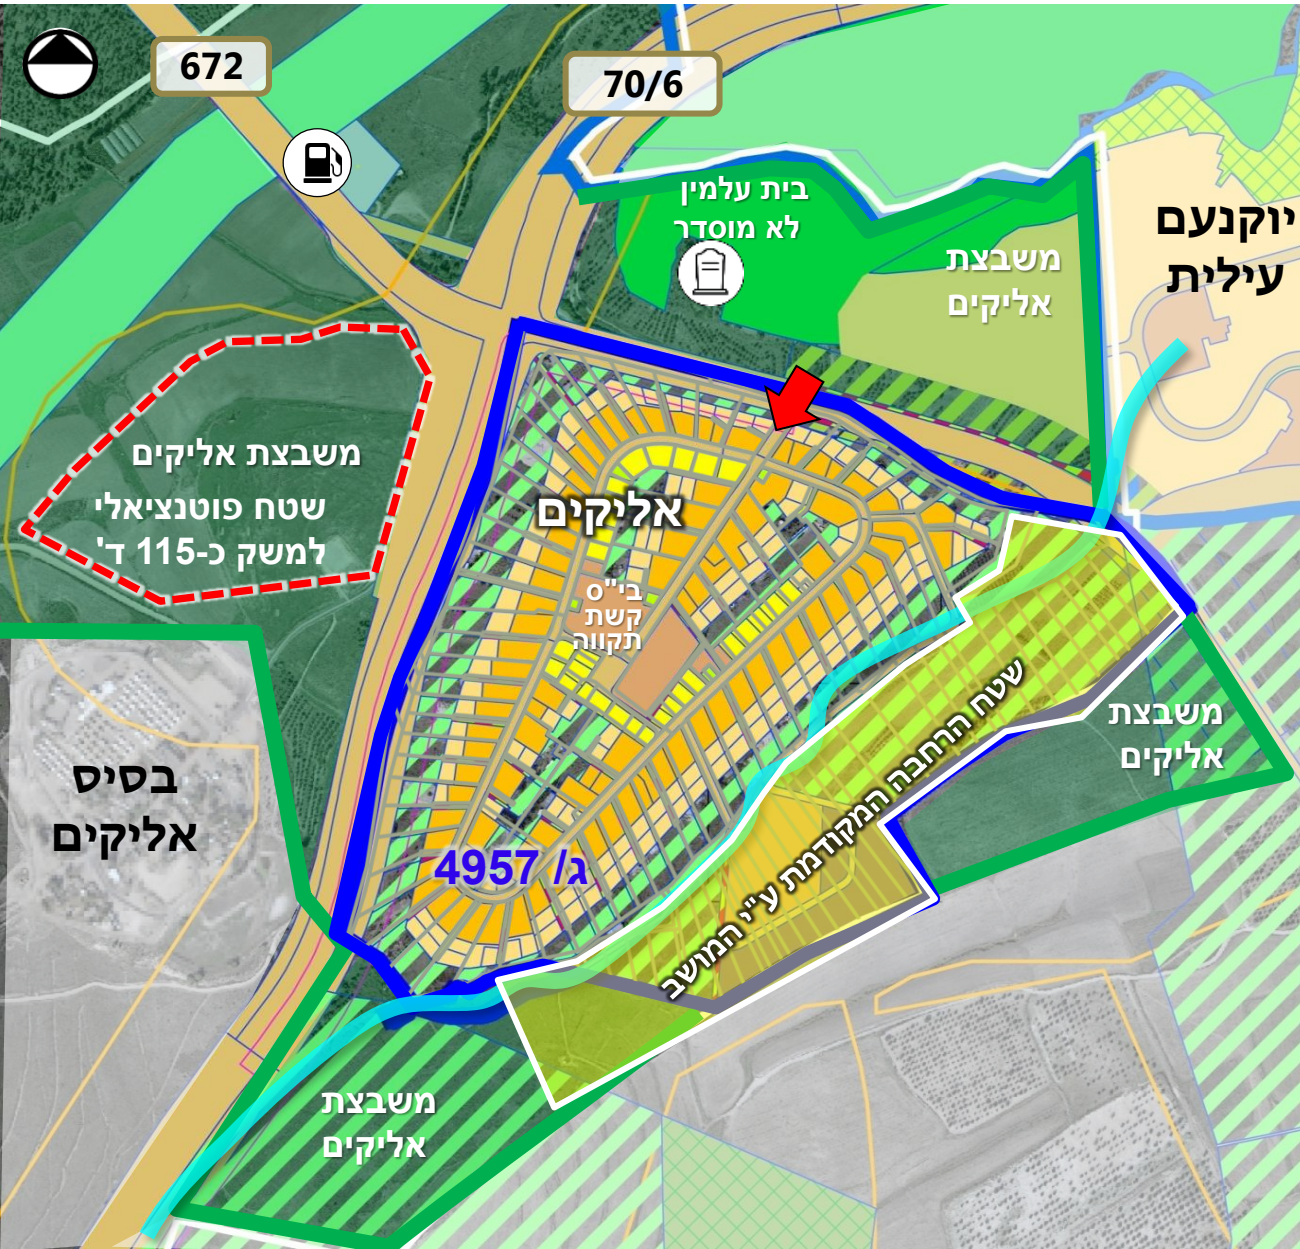 672
70/6
בית עלמין
לא מוסדר
יוקנעם
עילית
משבצת
אליקים
משבצת אליקים
שטח פוטנציאלי
למשק כ-115 ד'
אליקים
בי"ס
קשת
תקווה
שטח הרחבה המקודמת ע"י המושב
משבצת
אליקים
בסיס
אליקים
ג/ 4957
משבצת
אליקים